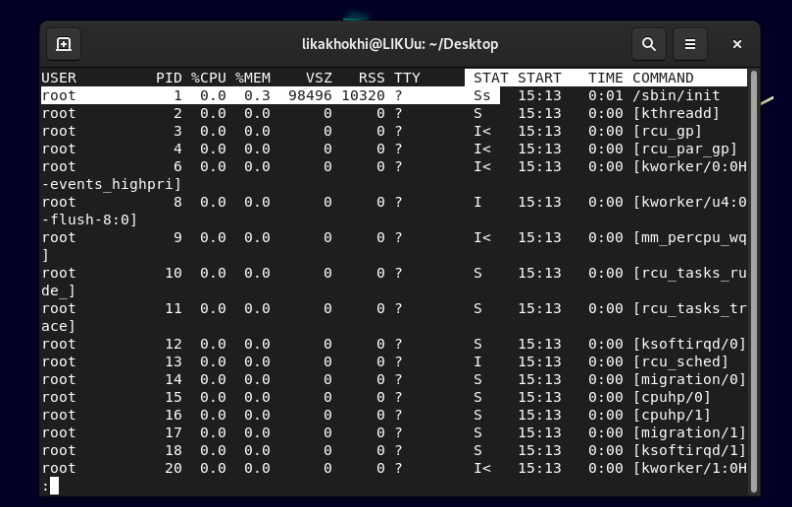 likakhokhi@LIKUu: ~/Desktop
USER PID %CPU %MEM VSZ RSS TTY STAT START TIME COMMAND
root 1 0.0 0.3 98496 10320 ? Ss 15:13 0:01 /sbin/init
root 2 0.0 0.0 0 0 ? S 15:13 0:00 [kthreadd]
root 3 0.0 0.0 0 0 ? I< 15:13 0:00 [rcu_gp]
root 4 0.0 0.0 0 0 ? I< 15:13 0:00 [rcu_par_gp]
root 6 0.0 0.0 0 0 ? I< 15:13 0:00 [kworker/0:0H
-events_highpri]
root 8 0.0 0.0 0 0 ? I 15:13 0:00 [kworker/u4:0
-flush-8:0]
root 9 0.0 0.0 0 0 ? I< 15:13 0:00 [mm_percpu_wq
]
root 10 0.0 0.0 0 0 ? S 15:13 0:00 [rcu_tasks_ru
de_]
root 11 0.0 0.0 0 0 ? S 15:13 0:00 [rcu_tasks_tr
ace]
root 12 0.0 0.0 0 0 ? S 15:13 0:00 [ksoftirqd/0]
root 13 0.0 0.0 0 0 ? I 15:13 0:00 [rcu_sched]
root 14 0.0 0.0 0 0 ? S 15:13 0:00 [migration/0]
root 15 0.0 0.0 0 0 ? S 15:13 0:00 [cpuhp/0]
root 16 0.0 0.0 0 0 ? S 15:13 0:00 [cpuhp/1]
root 17 0.0 0.0 0 0 ? S 15:13 0:00 [migration/1]
root 18 0.0 0.0 0 0 ? S 15:13 0:00 [ksoftirqd/1]
root 20 0.0 0.0 0 0 ? I< 15:13 0:00 [kworker/1:0H
: